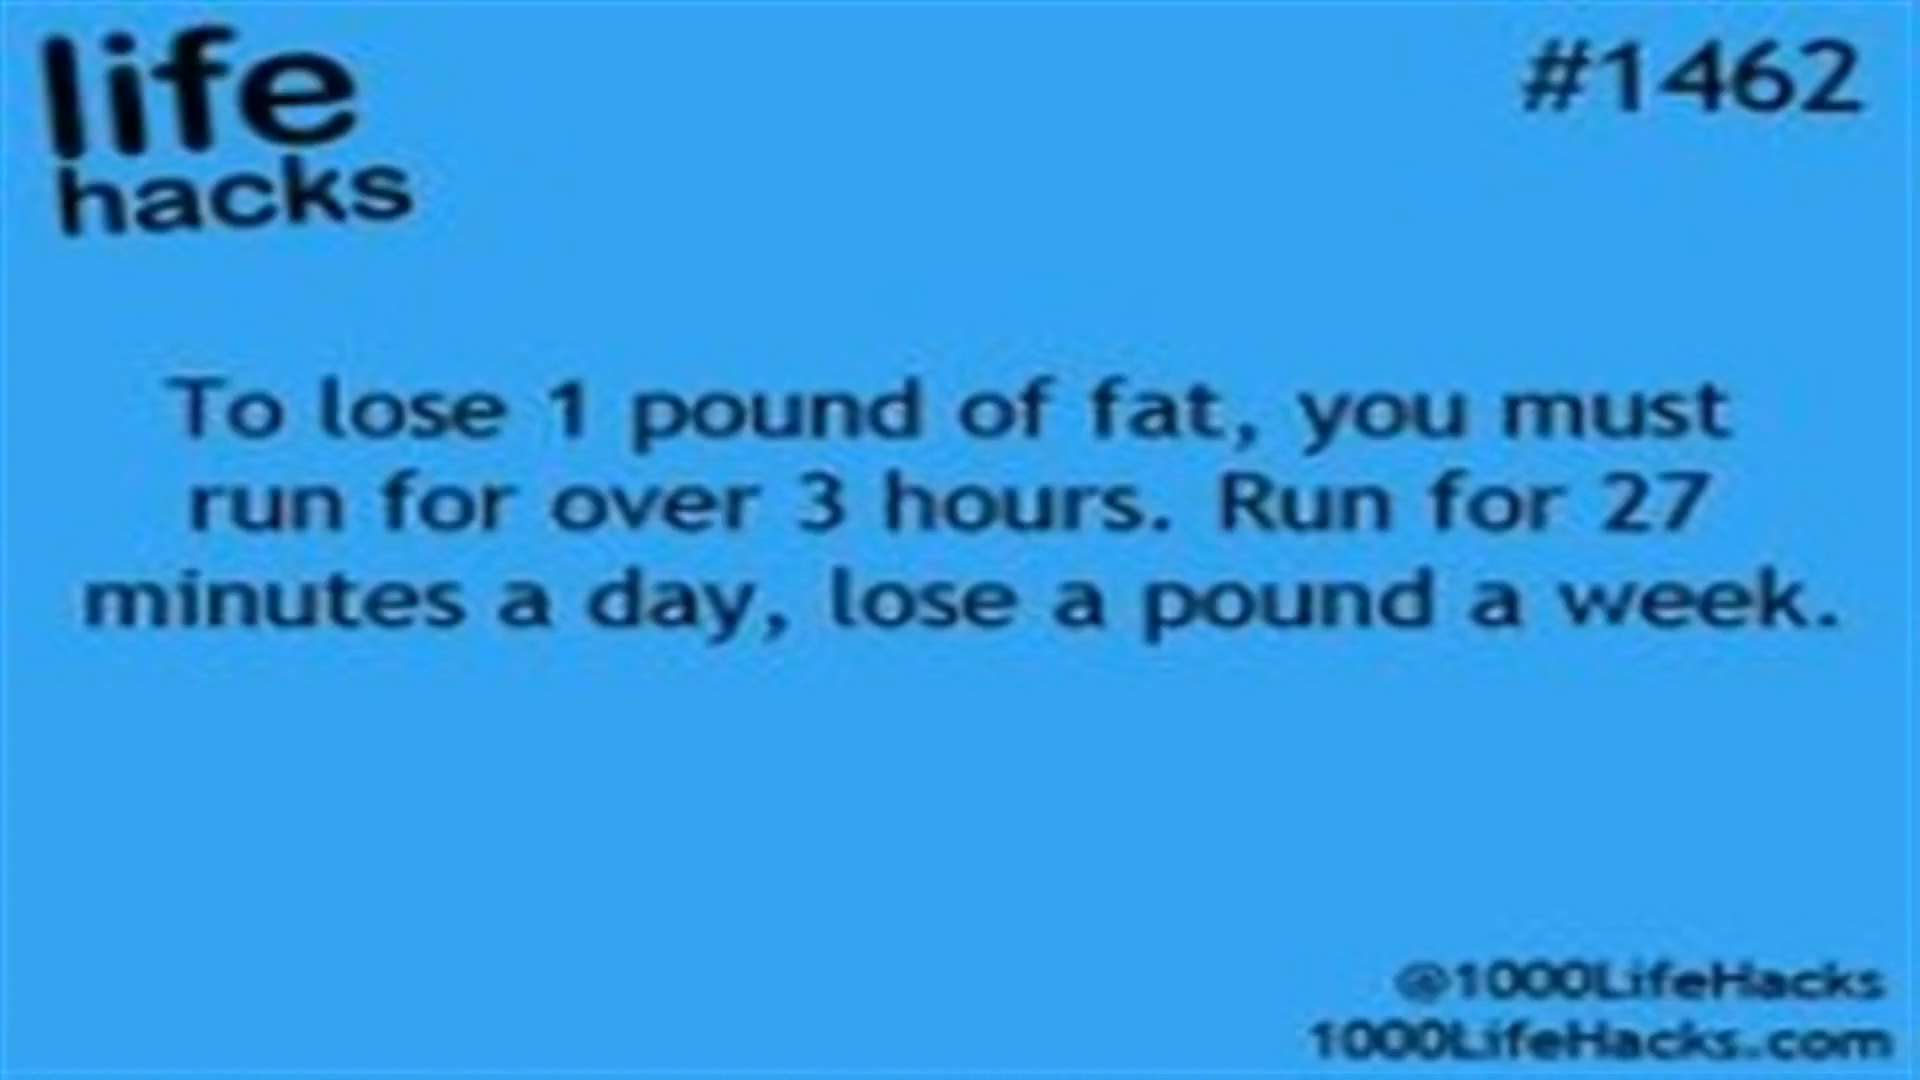 life
hacks
#1462
To lose 1 pound of fat, you must
run for over 3 hours. Run for 27
minutes a day, lose a pound a week.
@1000LifeHacks
1000LifeHacks.com